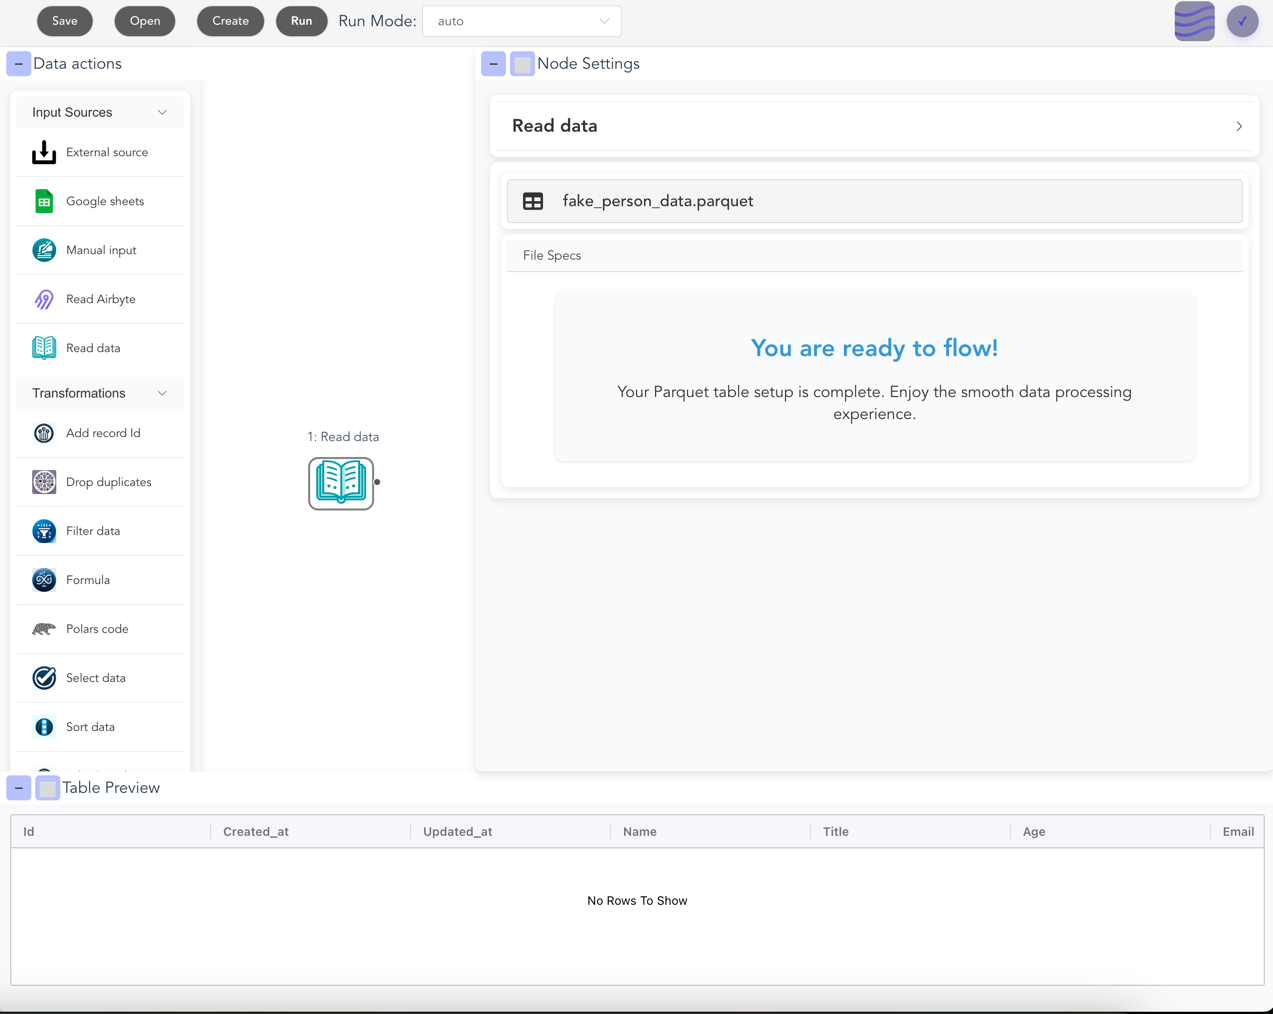 Save
Open
Create
Run
Run Mode:
auto
Data actions
Input Sources
External source
Google sheets
Manual input
Read Airbyte
Read data
Transformations
Add record Id
Drop duplicates
Filter data
Formula
Polars code
Select data
Sort data
1: Read data
Node Settings
Read data
fake_person_data.parquet
File Specs
You are ready to flow!
Your Parquet table setup is complete. Enjoy the smooth data processing
experience.
Table Preview
Id
Created_at
Updated_at
Name
Title
Age
Email
No Rows To Show